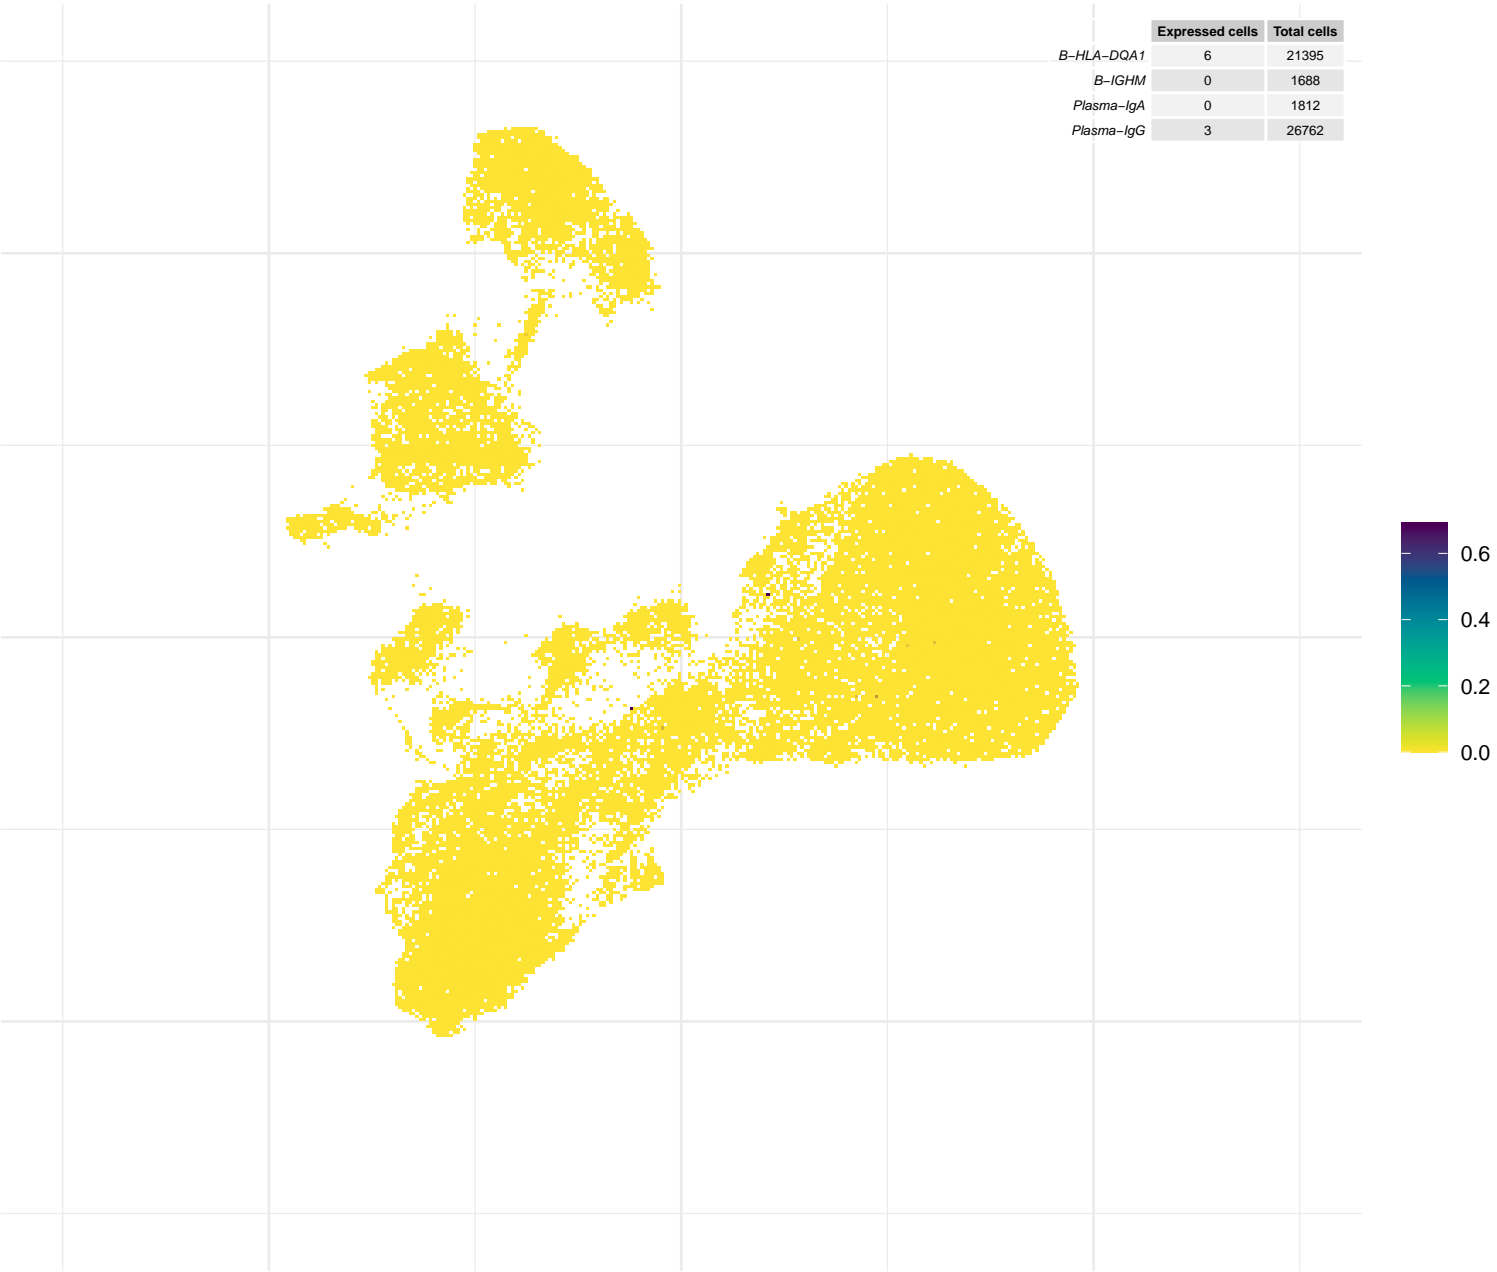 Expressed cells Total cells
B−HLA−DQA1 6 21395
B−IGHM 0 1688
Plasma−IgA 0 1812
Plasma−IgG 3 26762
0.6
0.4
0.2
0.0